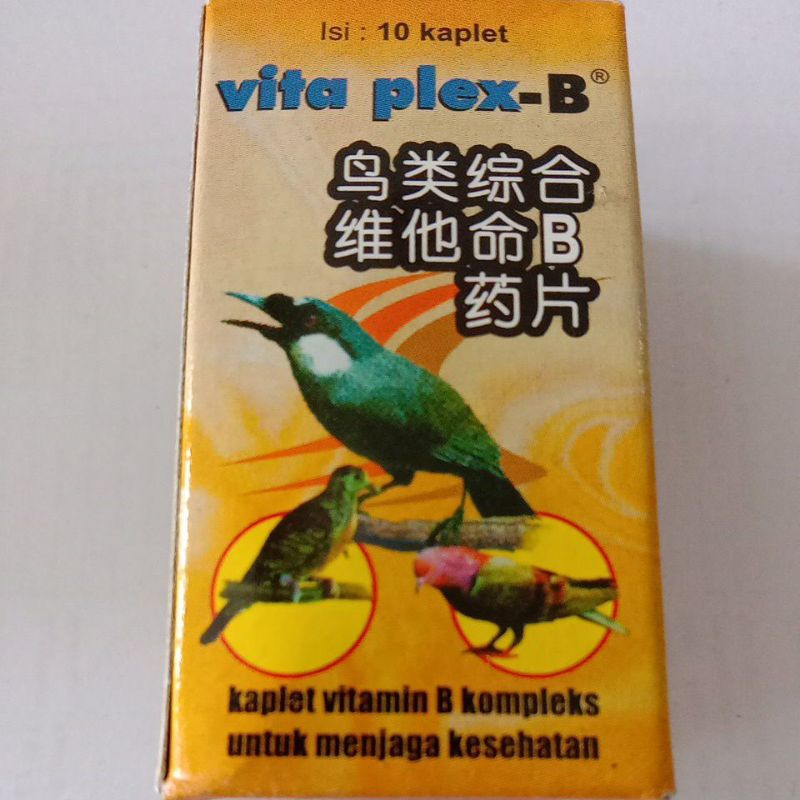 Isi : 10 kaplet
vita plex-B®
鸟类综合
维他命B
药片
kaplet vitamin B kompleks
untuk menjaga kesehatan